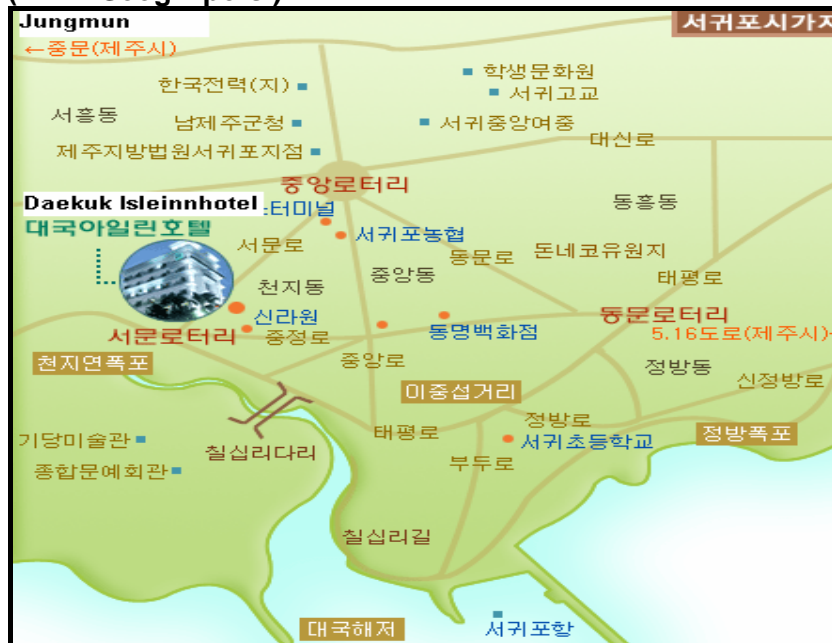 Jungmun
서귀포시가지
←중문(제주시)
학생문화원
한국전력(지)
서귀고교
서흥동
남제주군청
서귀중앙여중
대신로
제주지방법원서귀포지점
중앙로터리
Daekuk Isleinnhotel
터미널
동흥동
대국아일린호텔
서귀포농협
서문로
동문로
돈네코유원지
중앙동
태평로
천지동
신라원
동문로터리
서문로터리
중정로
동명백화점
5.16도로(제주시)
천지연폭포
중앙로
정방동
신정방로
이중섭거리
정방로
태평로
정방폭포
기당미술관
칠십리다리
서귀초등학교
종합문예회관
부두로
칠십리길
대국해저
서귀포항